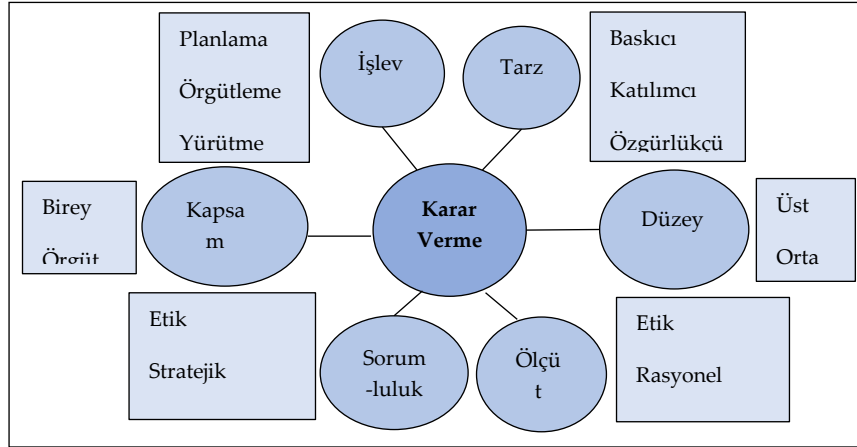 Planlama
Örgütleme
Yürütme
İşlev
Tarz
Baskıcı
Katılımcı
Özgürlükçü
Birey
Örgüt
Kapsa
m
Karar
Verme
Düzey
Üst
Orta
Etik
Stratejik
Sorum
-luluk
Ölçü
t
Etik
Rasyonel